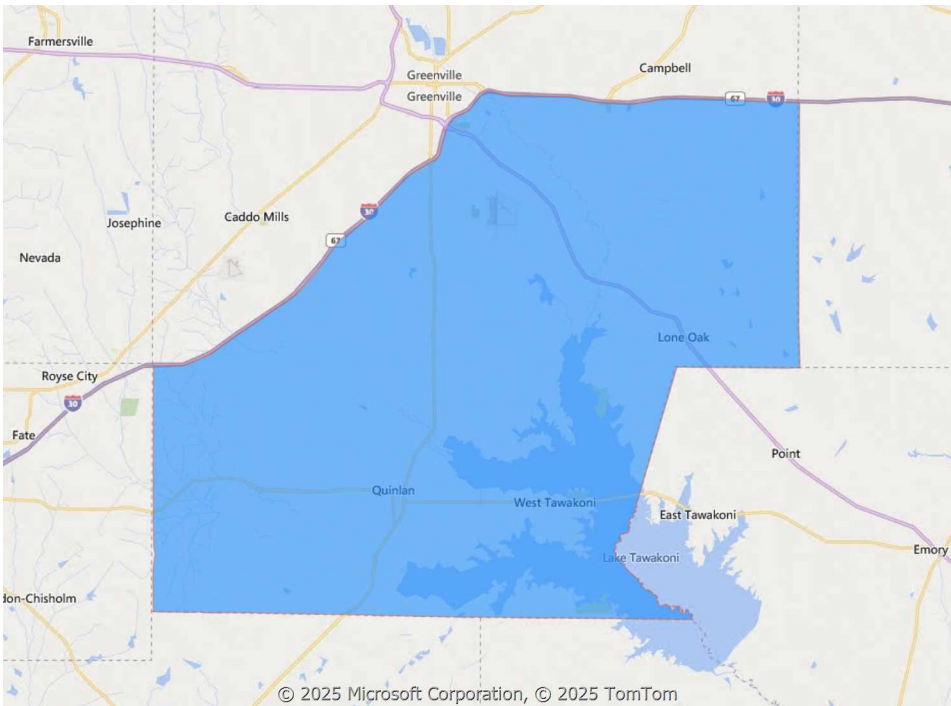 Farmersville
Campbell
Greenville
Greenville
67
30
30
Caddo Mills
Josephine
67
Nevada
Lone Oak
Royse City
30
Fate
Point
Quinlan
West Tawakoni
East Tawakoni
Emory
Lake Tawakoni
don-Chisholm
© 2025 Microsoft Corporation, © 2025 TomTom